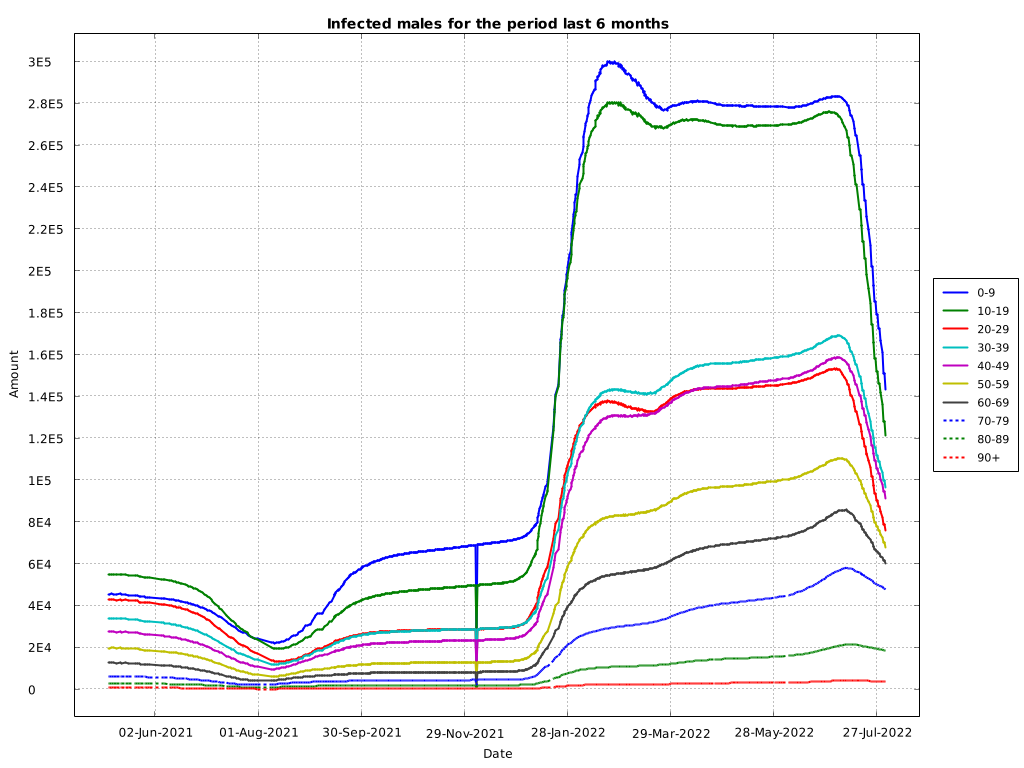 Infected males for the period last 6 months
3E5
2.8E5
2.6E5
2.4E5
2.2E5
2E5
1.8E5
1.6E5
1.4E5
1.2E5
1E5
8E4
6E4
4E4
2E4
0
Amount
02-Jun-2021 01-Aug-2021 30-Sep-2021 29-Nov-2021 28-Jan-2022 29-Mar-2022 28-May-2022 27-Jul-2022
Date
0-9
10-19
20-29
30-39
40-49
50-59
60-69
70-79
80-89
90+